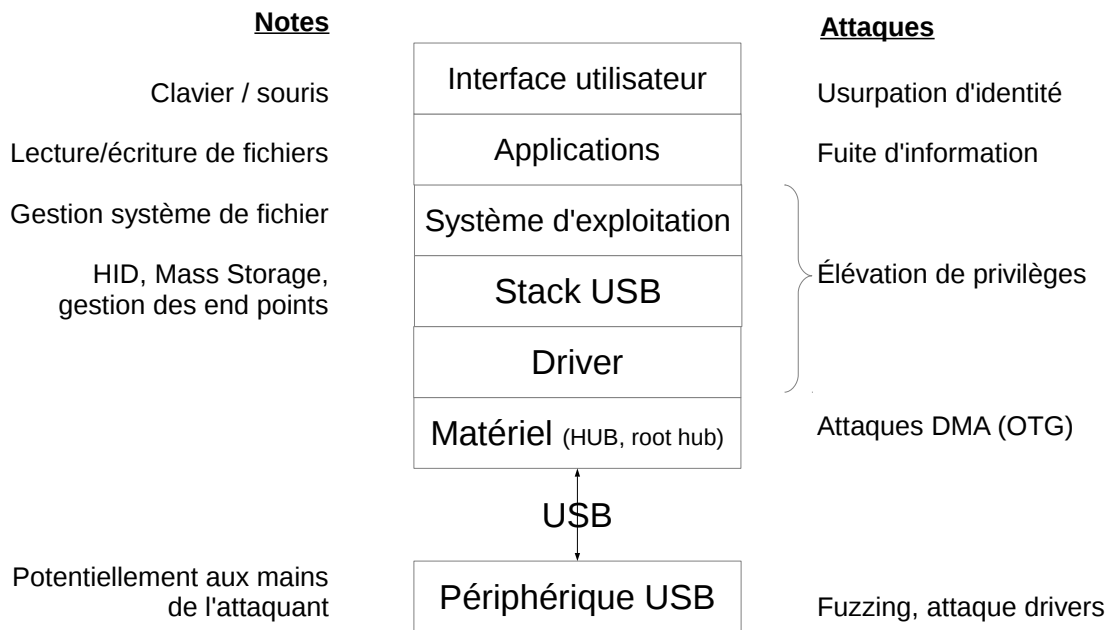 Notes
Attaques
Interface utilisateur
Clavier / souris
Usurpation d'identité
Applications
Lecture/écriture de fichiers
Fuite d'information
Gestion système de fichier
Système d'exploitation
HID, Mass Storage,
gestion des end points
Stack USB
Élévation de privilèges
Driver
Matériel (HUB, root hub)
Attaques DMA (OTG)
USB
Potentiellement aux mains
de l'attaquant
Périphérique USB
Fuzzing, attaque drivers